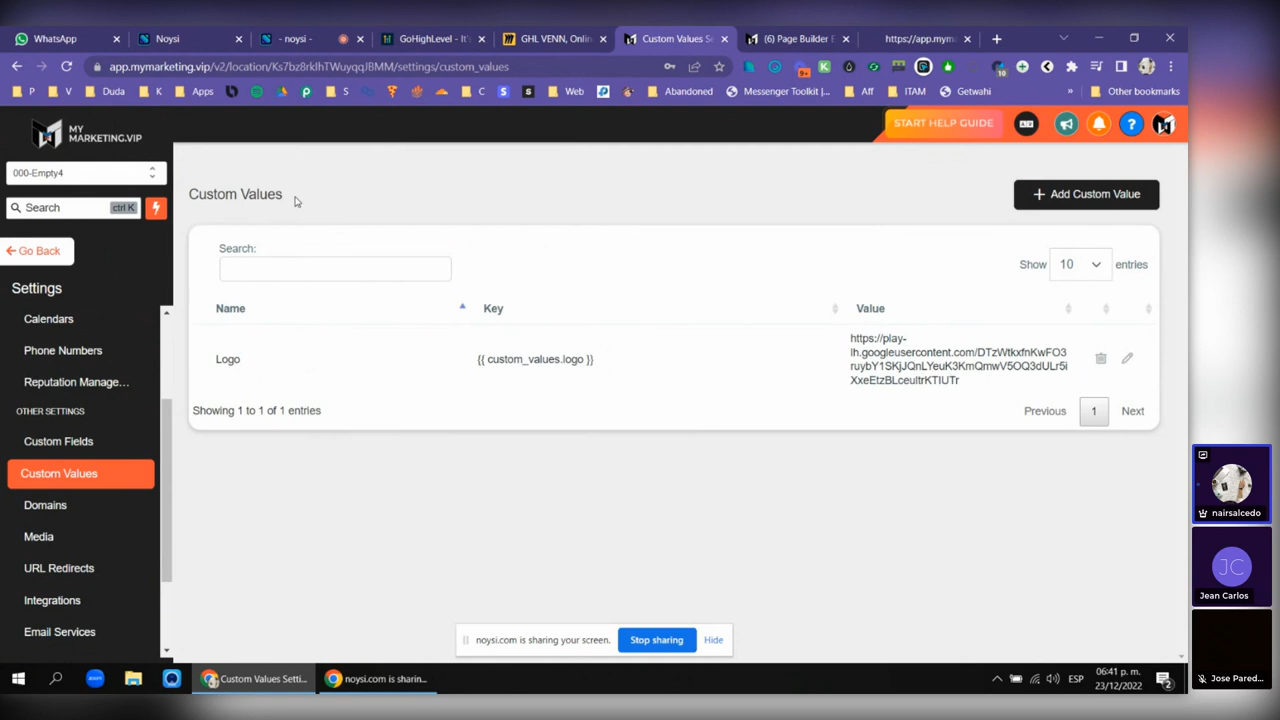 WhatsApp
Noysi
- noysi -
GoHighLevel - It's
GHL VENN, Onlin
Custom Values Se
(6) Page Builder E
https://app.mym
app.mymarketing.vip/v2/location/Ks7bz8rkIhTWuyqqJ8MM/settings/custom_values
P
V
Duda
K
Apps
S
C
Web
Abandoned
Messenger Toolkit |...
Aff
ITAM
Getwahi
»
Other bookmarks
MY
MARKETING.VIP
START HELP GUIDE
000-Empty4
Search
ctrl K
Go Back
Settings
Calendars
Phone Numbers
Reputation Manage...
OTHER SETTINGS
Custom Fields
Custom Values
Domains
Media
URL Redirects
Integrations
Email Services
Custom Values
+ Add Custom Value
Search:
Show 10 entries
Name
Key
Value
Logo
{{ custom_values.logo }}
https://play-
lh.googleusercontent.com/DTzWtkxfnKwFO3
ruybY1SKjJQnLYeuK3KmQmwV5OQ3dULr5i
XxeEtzBLceultrKTIUTr
Showing 1 to 1 of 1 entries
Previous
1
Next
noysi.com is sharing your screen.
Stop sharing
Hide
nairsalcedo
JC
Jean Carlos
Jose Pared...
Custom Values Setti...
noysi.com is sharin...
ESP
06:41 p. m.
23/12/2022
2